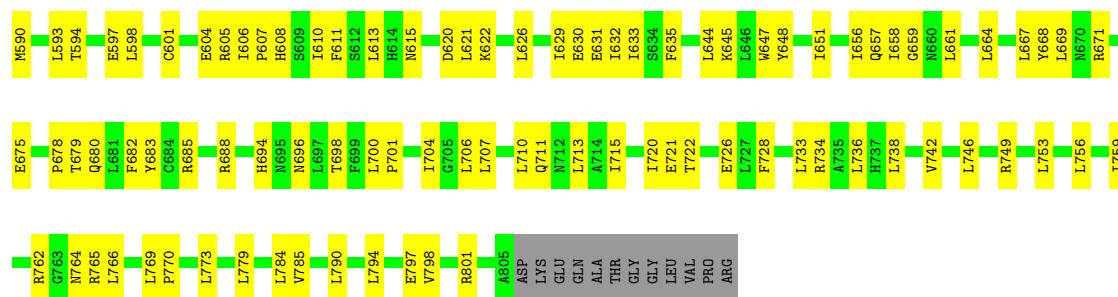 M590 L593 T594 E597 L598 C601 E604 R605 I606 P607 H608 S609 I610 F611 S612 L613 H614 N615 D620 L621 K622 L626 I629 E630 E631 I632 I633 S634 F635 L644 K645 L646 W647 Y648 I651 I656 Q657 I658 G659 N660 L661 L664 L667 Y668 L669 N670 R671
E675 P678 T679 Q680 L681 F682 Y683 C684 R685 R688 H694 N695 N696 L697 T698 F699 L700 P701 I704 G705 L706 L707 L710 Q711 N712 L713 A714 I715 I720 E721 T722 E726 L727 F728 L733 R734 A735 L736 H737 L738 V742 L746 R749 L753 L756 I759
R762 G763 N764 R765 L766 L769 P770 L773 L779 L784 V785 L790 L794 E797 V798 R801 A805 ASP LYS GLU GLN ALA THR GLY GLY LEU VAL PRO ARG